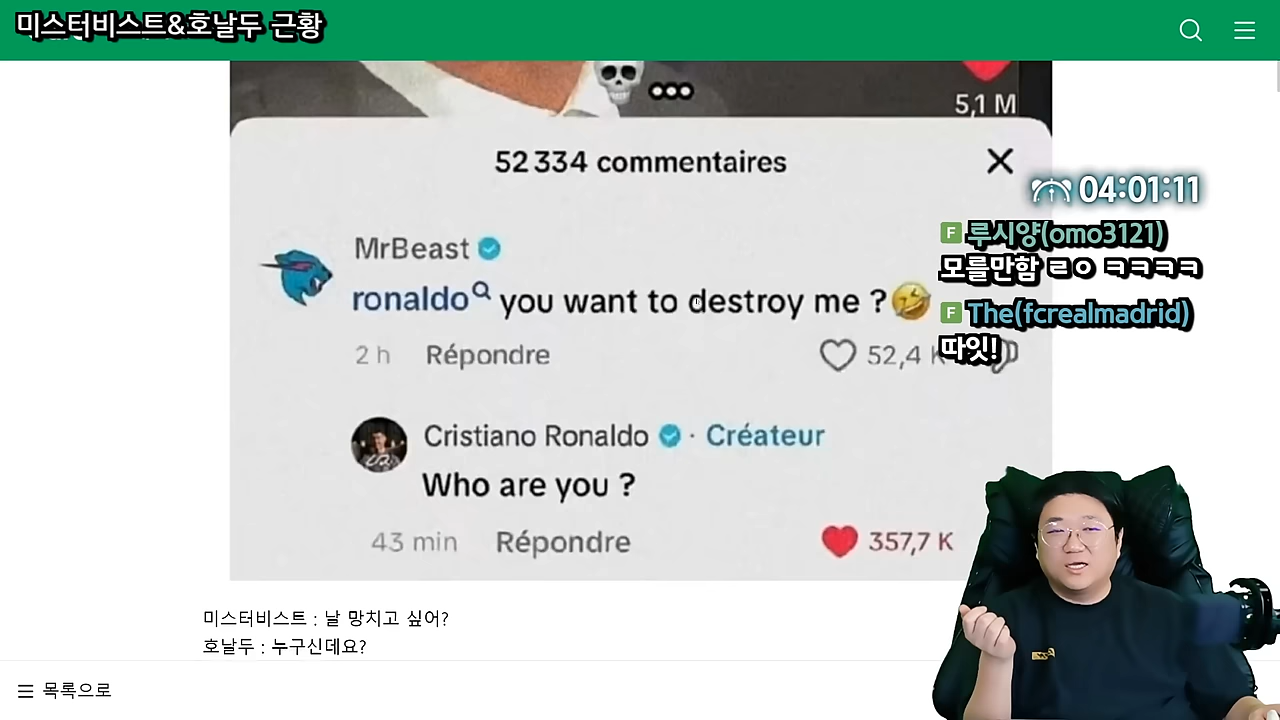 미스터비스트&호날두 근황
5,1 M
52 334 commentaires
04:01:11
F 루시양(omo3121)
모를만함 ㄹㅇ ㅋㅋㅋㅋ
F The(fcrealmadrid)
따잇!
MrBeast
ronaldo you want to destroy me ?
2 h Répondre 52,4 K
Cristiano Ronaldo · Créateur
Who are you ?
43 min Répondre 357,7 K
미스터비스트 : 날 망치고 싶어?
호날두 : 누구신데요?
목록으로